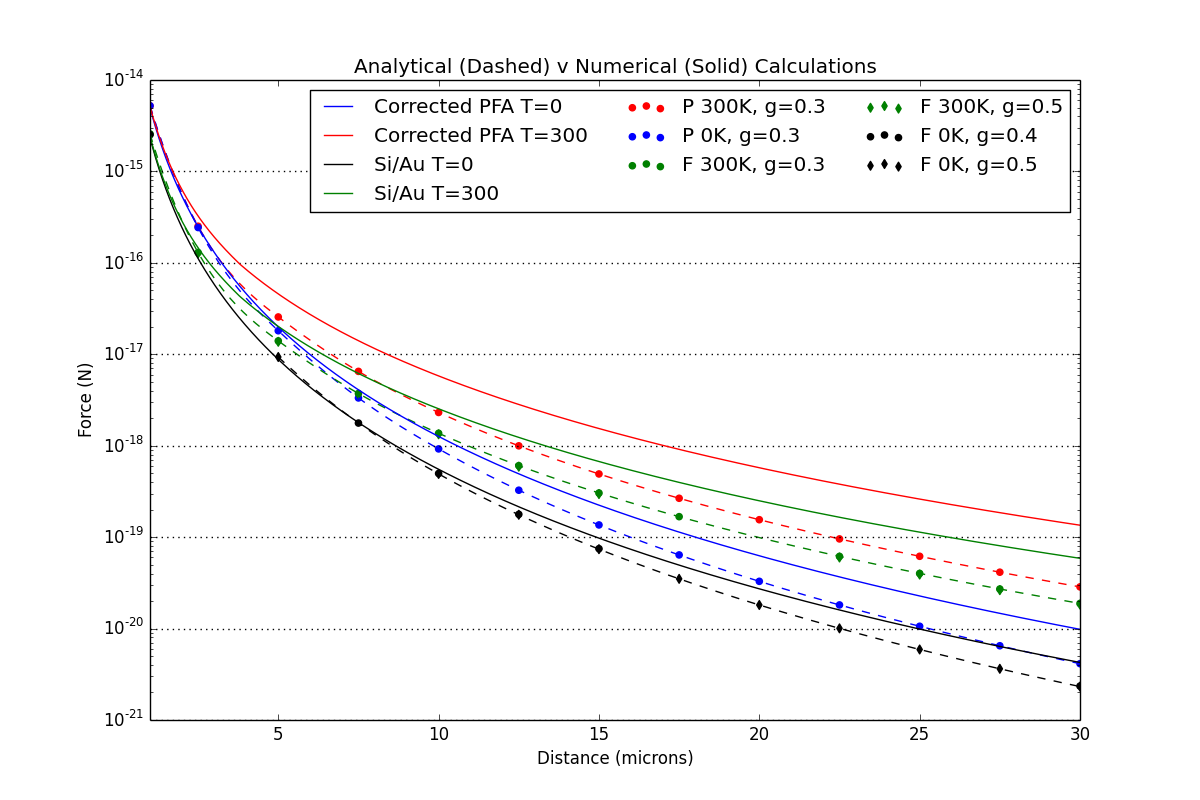 Analytical (Dashed) v Numerical (Solid) Calculations
Corrected PFA T=0
Corrected PFA T=300
Si/Au T=0
Si/Au T=300
P 300K, g=0.3
P 0K, g=0.3
F 300K, g=0.3
F 300K, g=0.5
F 0K, g=0.4
F 0K, g=0.5
Force (N)
10^-14
10^-15
10^-16
10^-17
10^-18
10^-19
10^-20
10^-21
5 10 15 20 25 30
Distance (microns)